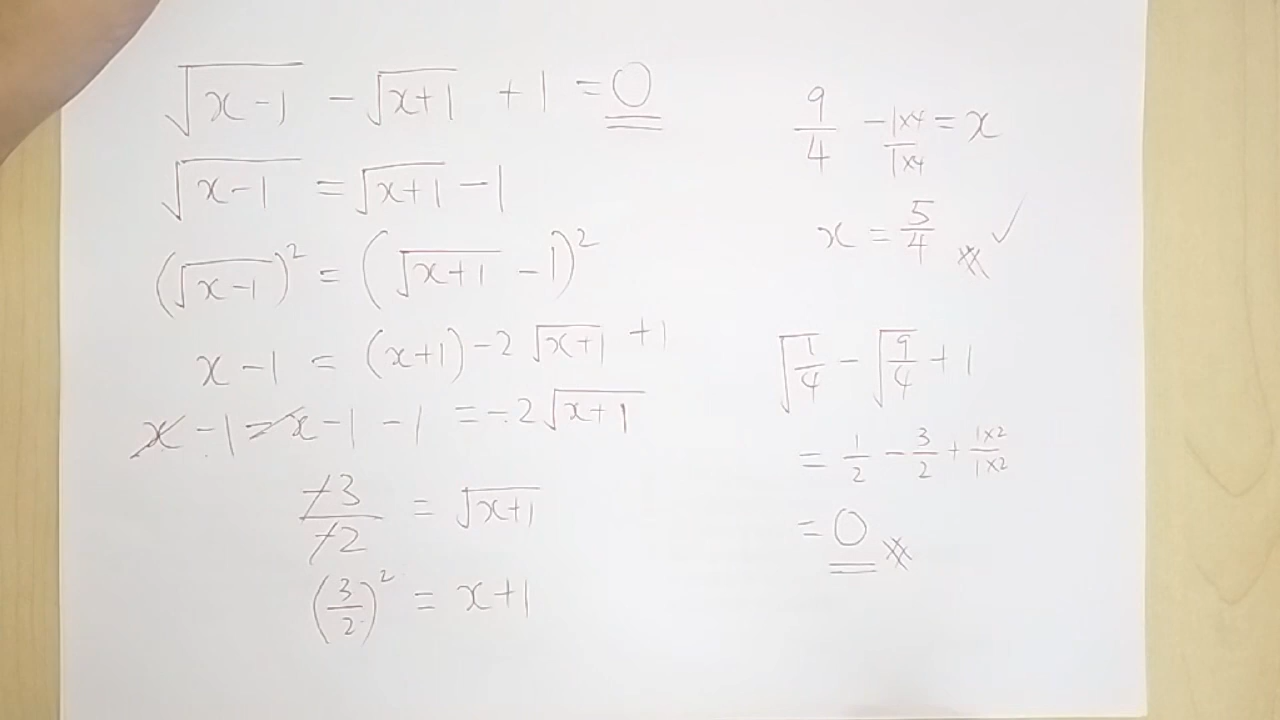 √(x-1) - √(x+1) + 1 = 0
√(x-1) = √(x+1) - 1
(√(x-1))² = (√(x+1) - 1)²
x - 1 = (x+1) - 2√(x+1) + 1
x - 1 - x - 1 - 1 = -2√(x+1)
-3/-2 = √(x+1)
(3/2)² = x+1
9/4 - 1×4/1×4 = x
x = 5/4 ✓
√(1/4) - √(9/4) + 1
= 1/2 - 3/2 + 1×2/1×2
= 0